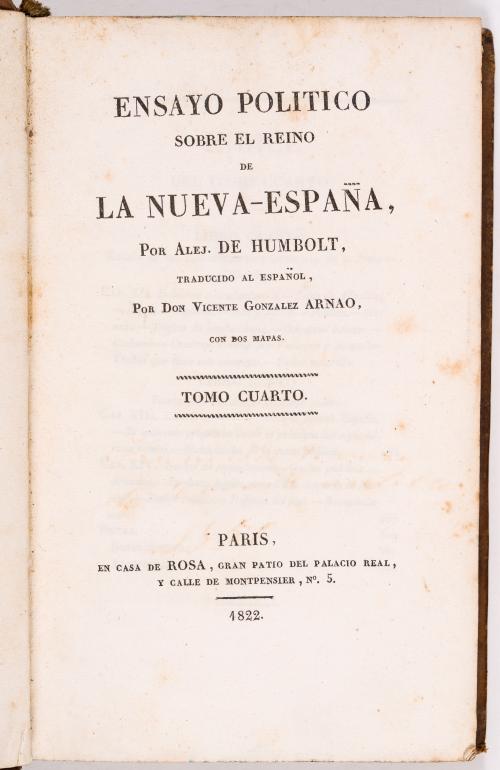 ENSAYO POLITICO
SOBRE EL REINO
DE
LA NUEVA-ESPAÑA,
POR ALEJ. DE HUMBOLT,
TRADUCIDO AL ESPAÑOL,
POR DON VICENTE GONZALEZ ARNAO,
CON DOS MAPAS.
TOMO CUARTO.
PARIS,
EN CASA DE ROSA, GRAN PATIO DEL PALACIO REAL,
Y CALLE DE MONTPENSIER, Nº. 5.
1822.